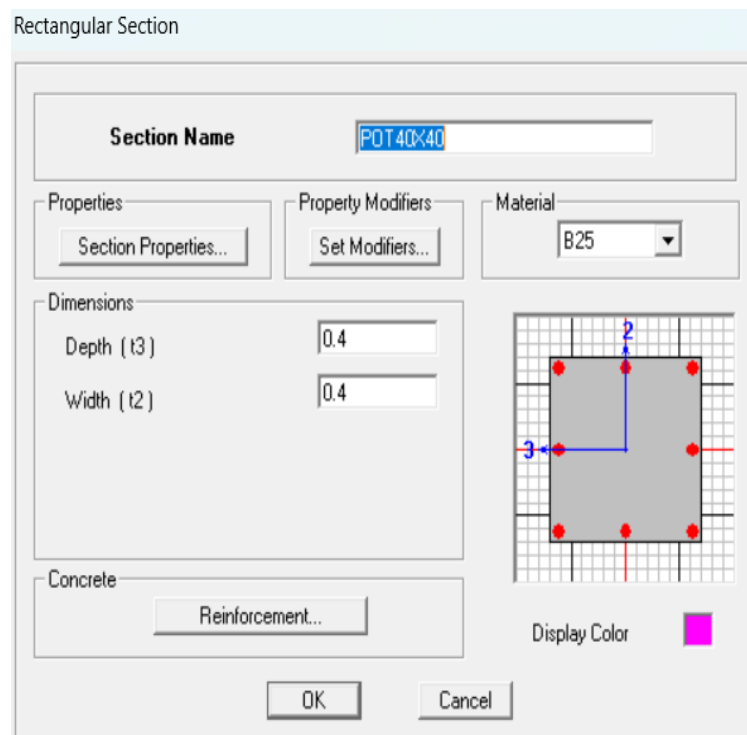 Rectangular Section
Section Name POT40X40
Properties Property Modifiers Material
Section Properties... Set Modifiers... B25
Dimensions
Depth ( t3 ) 0.4
Width ( t2 ) 0.4
2
3
Concrete
Reinforcement...
Display Color
OK Cancel